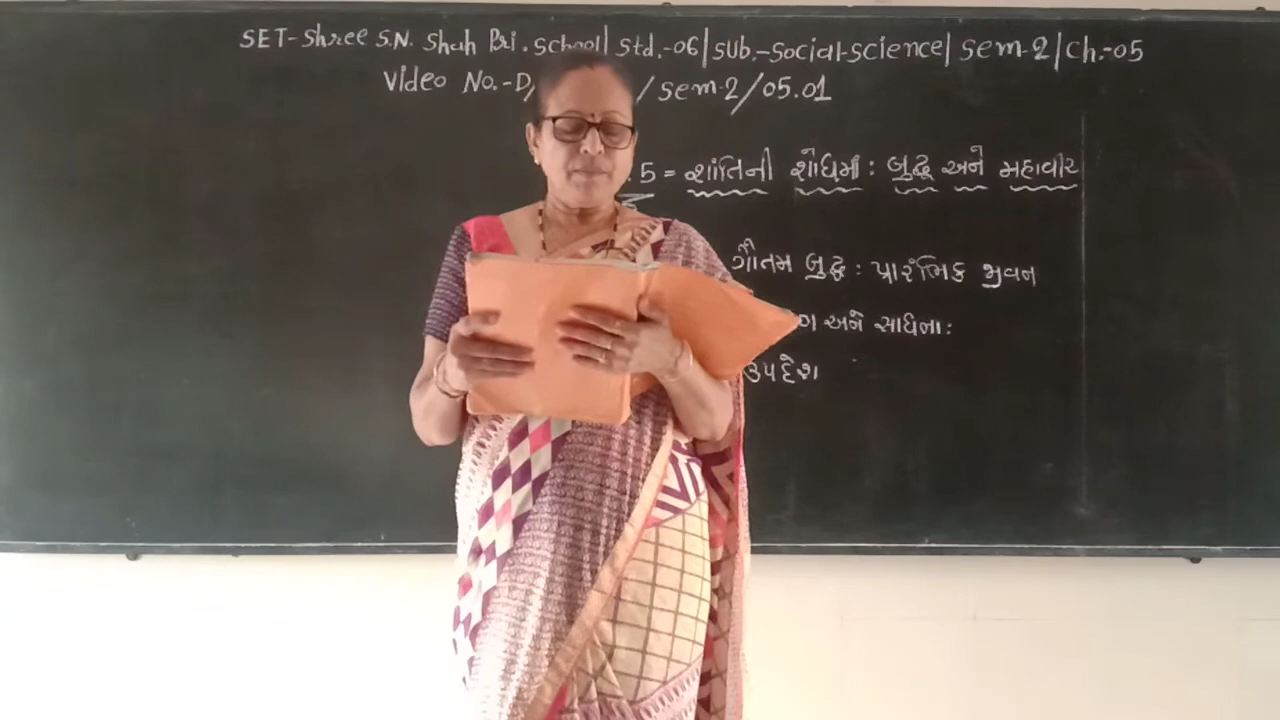 SET-Shree S.N. Shah Pri. School | Std.-06 | Sub.-Social-science | Sem-2 | Ch.-05
Video No.-D/ / Sem-2/05.01
. 5 = શાંતિની શોધમાં : બુદ્ધ અને મહાવીર
ગૌતમ બુદ્ધ : પ્રારંભિક જીવન
અને સાધના :
ઉપદેશ